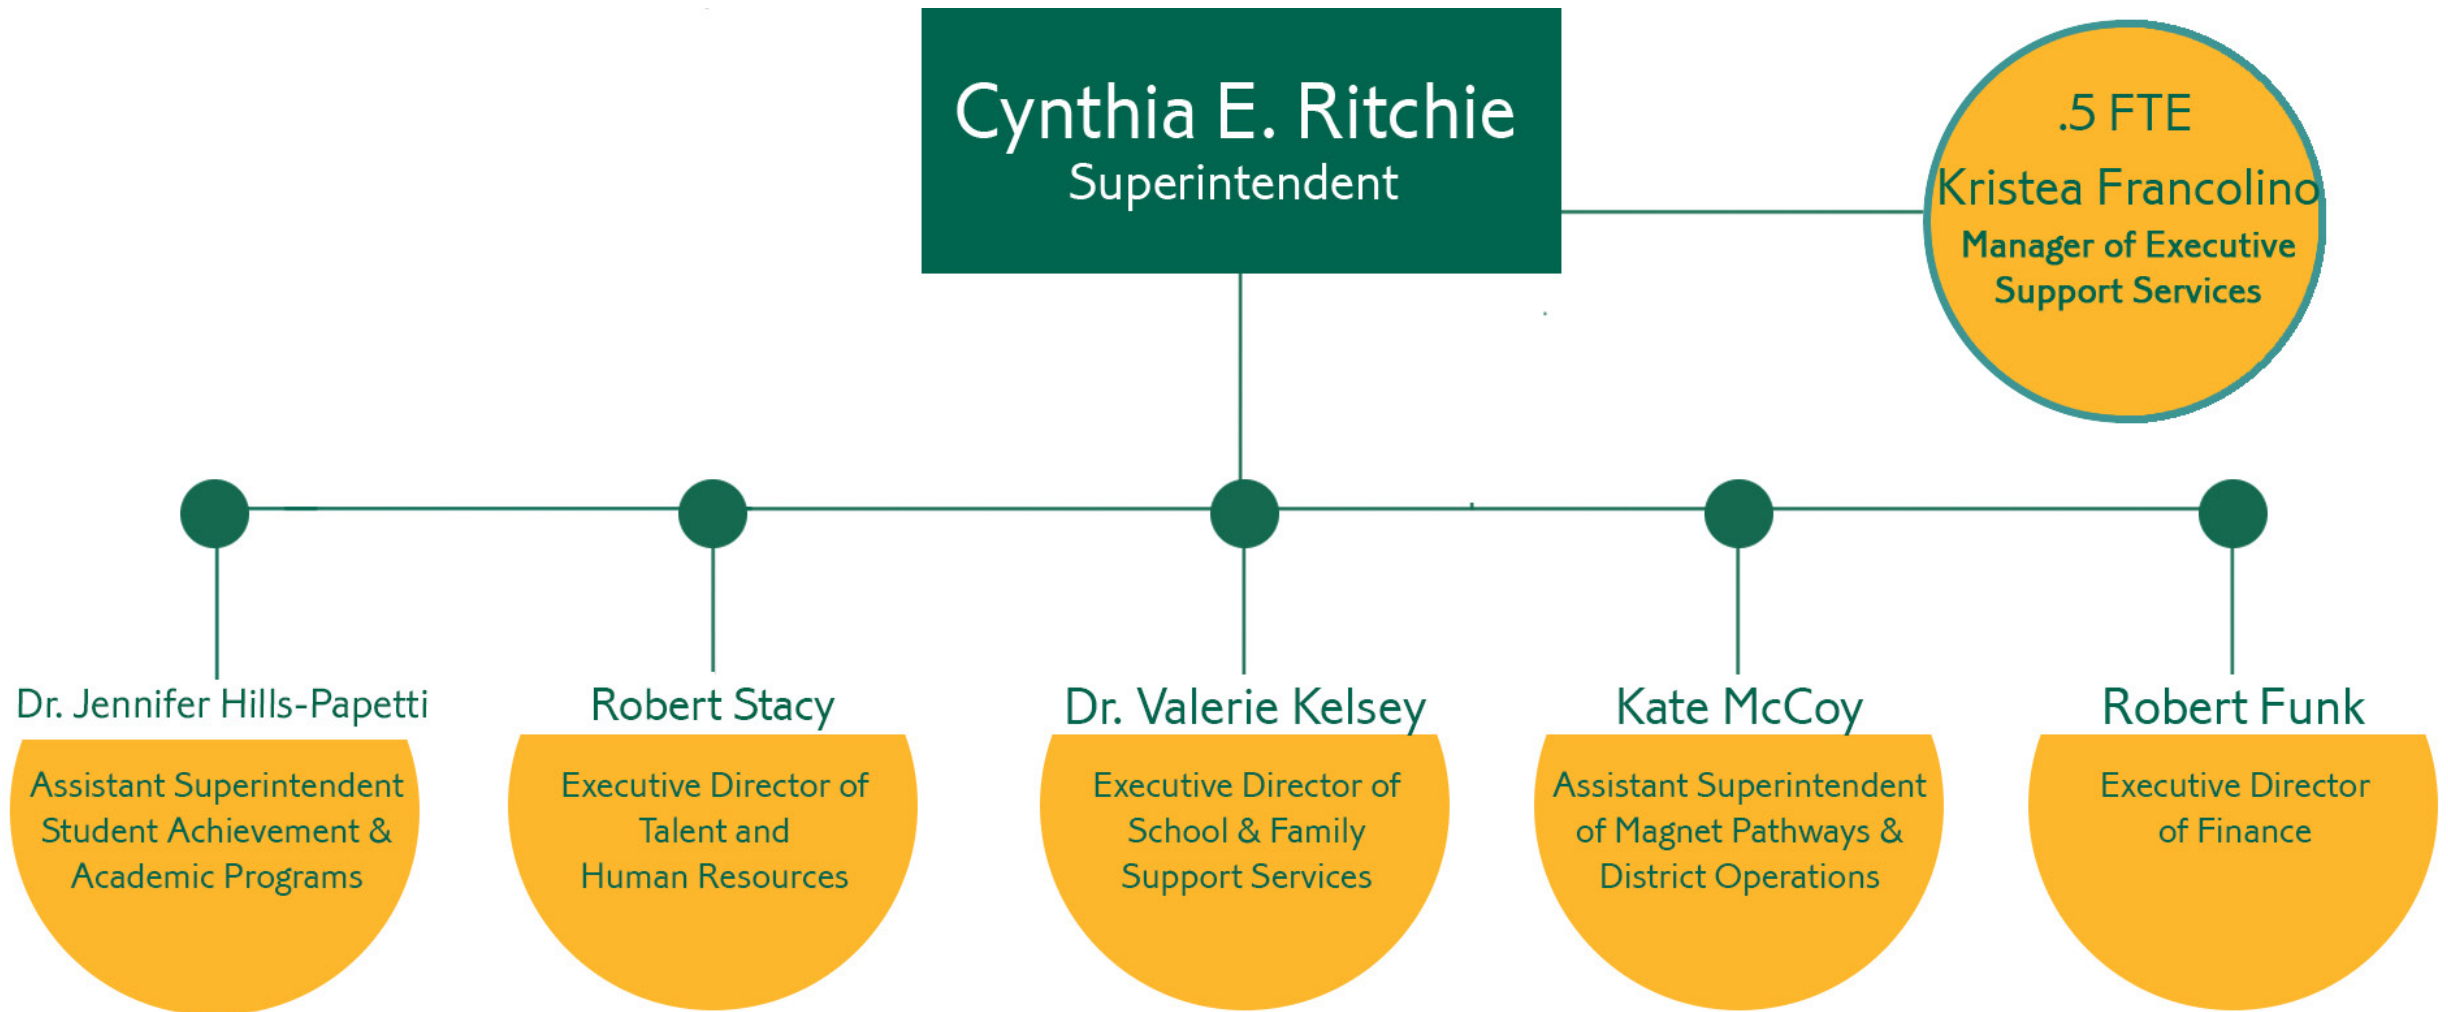 Cynthia E. Ritchie
Superintendent
.5 FTE
Kristea Francolino
Manager of Executive
Support Services
Dr. Jennifer Hills-Papetti
Assistant Superintendent
Student Achievement &
Academic Programs
Robert Stacy
Executive Director of
Talent and
Human Resources
Dr. Valerie Kelsey
Executive Director of
School & Family
Support Services
Kate McCoy
Assistant Superintendent
of Magnet Pathways &
District Operations
Robert Funk
Executive Director
of Finance